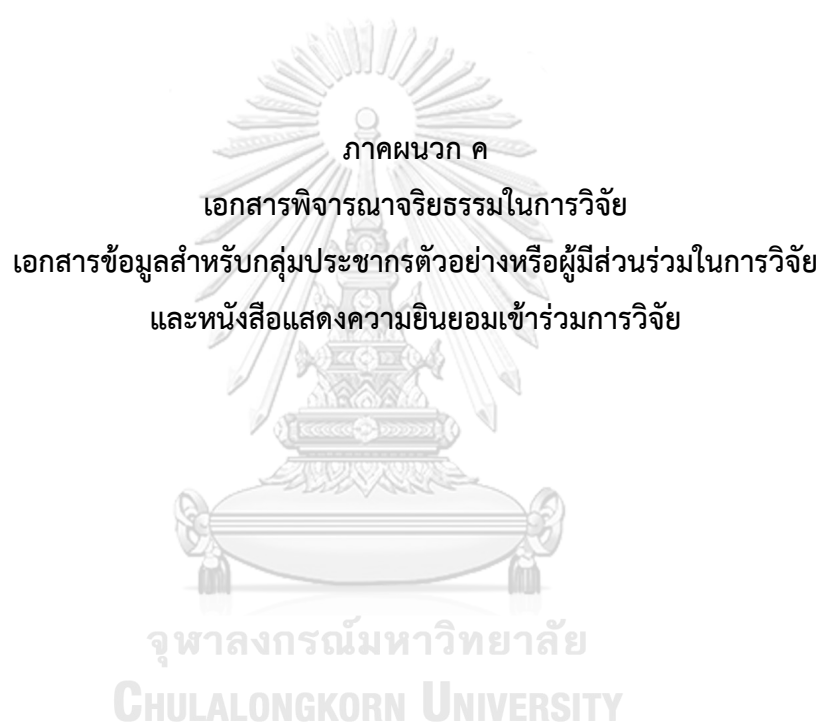 ภาคผนวก ค
เอกสารพิจารณาจริยธรรมในการวิจัย
เอกสารข้อมูลสำหรับกลุ่มประชากรตัวอย่างหรือผู้มีส่วนร่วมในการวิจัย
และหนังสือแสดงความยินยอมเข้าร่วมการวิจัย
จุฬาลงกรณ์มหาวิทยาลัย
CHULALONGKORN UNIVERSITY